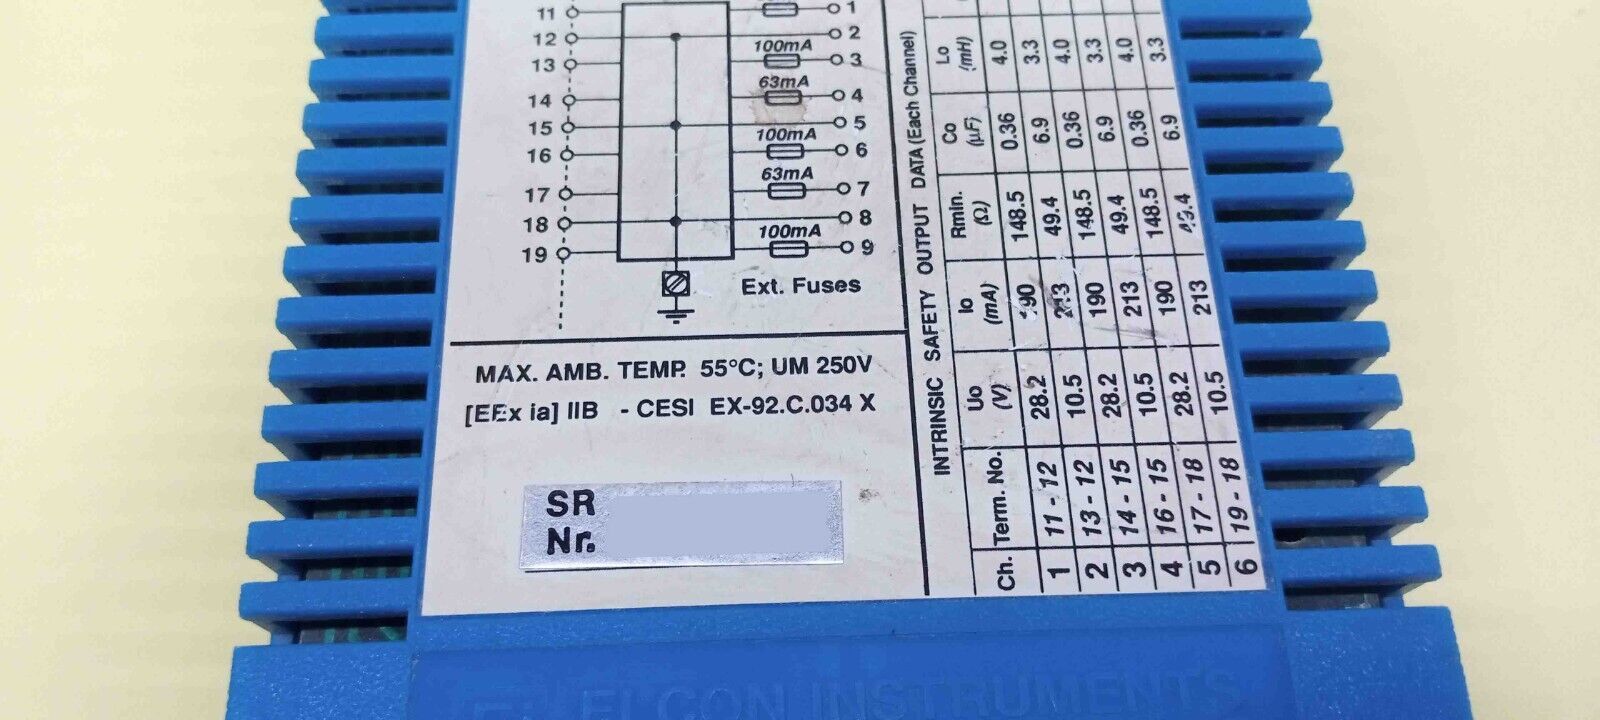 11 1
12 2
100mA
13 3
63mA
14 4
15 5
100mA
16 6
63mA
17 7
18 8
100mA
19 9
Ext. Fuses
MAX. AMB. TEMP. 55°C; UM 250V
[EEx ia] IIB - CESI EX-92.C.034 X
SR
Nr.
INTRINSIC SAFETY OUTPUT DATA (Each Channel)
Ch. Term. No. Uo (V) Io (mA) Rmin. (Ω) Co (µF) Lo (mH)
1 11 - 12 28.2 190 148.5 0.36 4.0
2 13 - 12 10.5 213 49.4 6.9 3.3
3 14 - 15 28.2 190 148.5 0.36 4.0
4 16 - 15 10.5 213 49.4 6.9 3.3
5 17 - 18 28.2 190 148.5 0.36 4.0
6 19 - 18 10.5 213 49.4 6.9 3.3
ELCON INSTRUMENTS